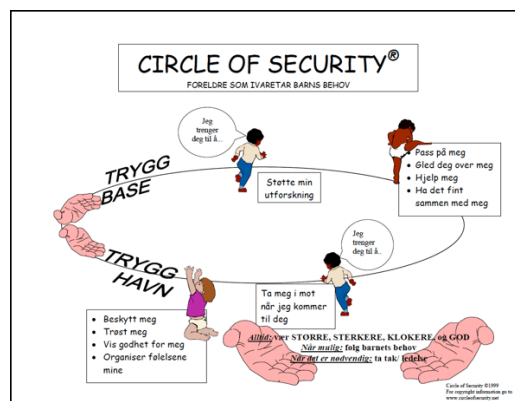 CIRCLE OF SECURITY®
FORELDRE SOM IVARETAR BARNS BEHOV
Jeg
trenger
deg til å...
TRYGG
BASE
Støtte min
utforskning
• Pass på meg
• Gled deg over meg
• Hjelp meg
• Ha det fint
sammen med meg
TRYGG
HAVN
Jeg
trenger
deg til å..
Ta meg i mot
når jeg kommer
til deg
• Beskytt meg
• Trøst meg
• Vis godhet for meg
• Organiser følelsene
mine
Alltid: vær STØRRE, STERKERE, KLOKERE, og GOD
Når mulig: følg barnets behov
Når det er nødvendig: ta tak/ ledelse
Circle of Security ©1999
For copyright information go to
www.circleofsecurity.net